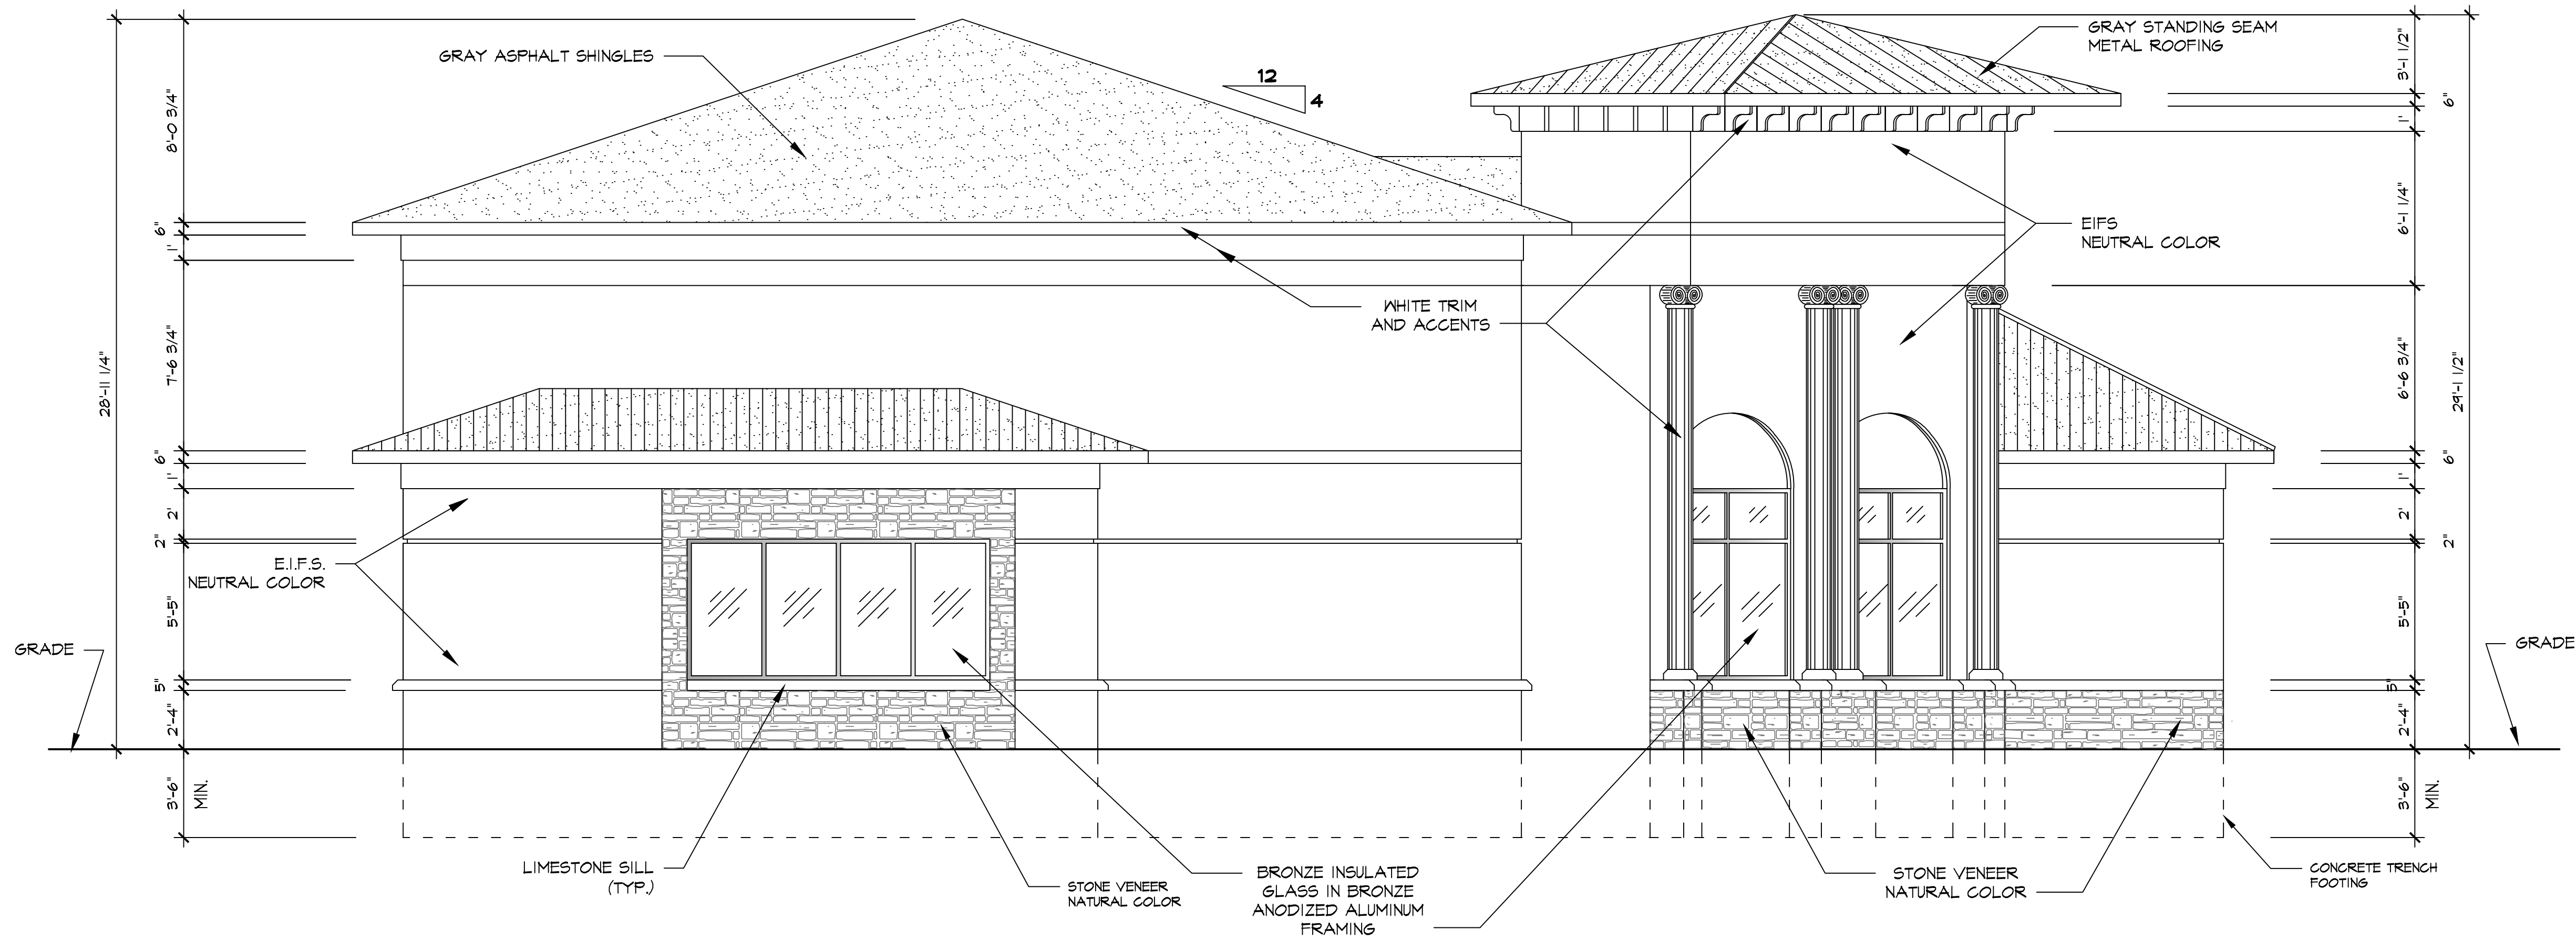 GRAY ASPHALT SHINGLES
12
4
GRAY STANDING SEAM
METAL ROOFING
EIFS
NEUTRAL COLOR
WHITE TRIM
AND ACCENTS
E.I.F.S.
NEUTRAL COLOR
GRADE
GRADE
28'-11 1/4"
8'-0 3/4"
6"
1'
7'-6 3/4"
6"
1'
2'
2"
5'-5"
5"
2'-4"
3'-6"
MIN.
3'-1 1/2"
6"
1'
6'-1 1/4"
6'-6 3/4"
29'-1 1/2"
6"
1'
2'
2"
5'-5"
5"
2'-4"
3'-6"
MIN.
LIMESTONE SILL
(TYP.)
STONE VENEER
NATURAL COLOR
BRONZE INSULATED
GLASS IN BRONZE
ANODIZED ALUMINUM
FRAMING
STONE VENEER
NATURAL COLOR
CONCRETE TRENCH
FOOTING